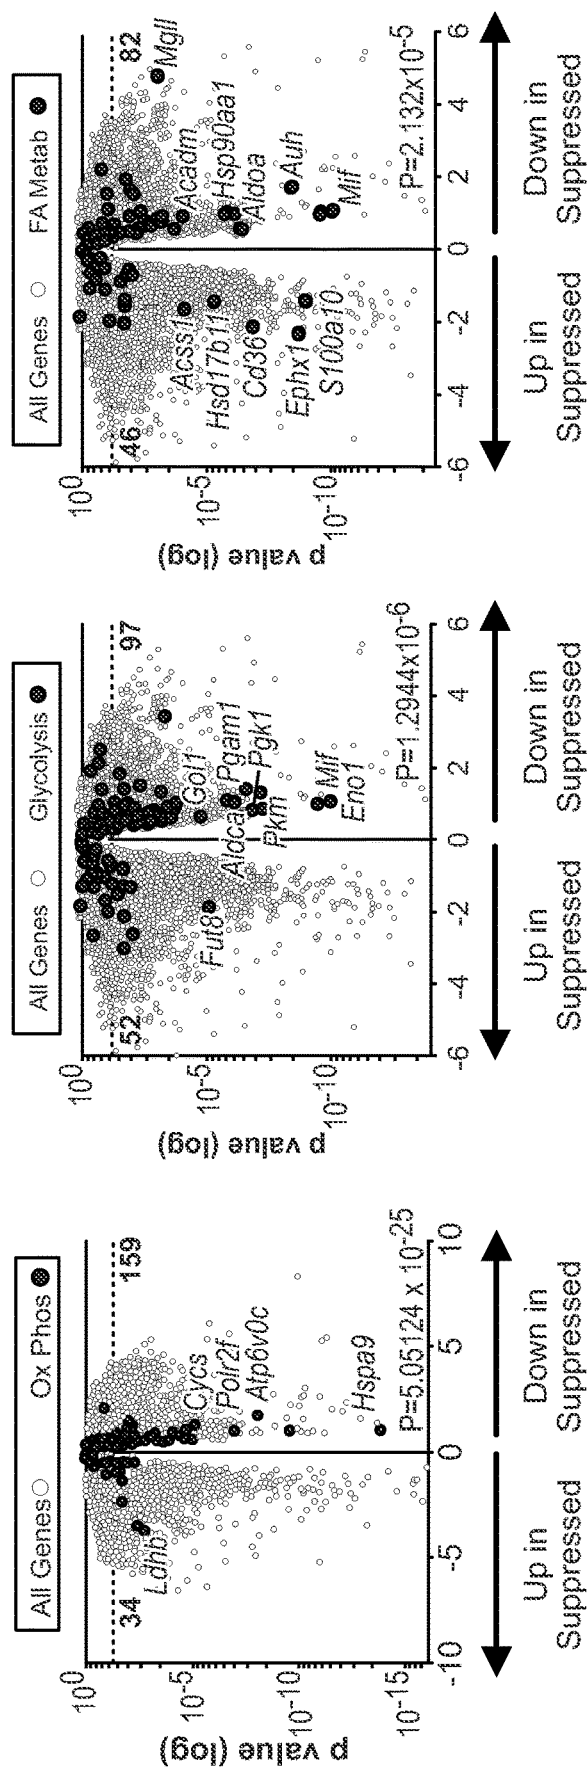 All Genes Ox Phos
p value (log)
10^0
10^-5
10^-10
10^-15
34
159
Ldhb
Cycs
Polr2f
Atp6v0c
Hspa9
P=5.05124 x 10^-25
-10 -5 0 5 10
Up in
Suppressed
Down in
Suppressed
All Genes Glycolysis
p value (log)
10^0
10^-5
10^-10
52
97
Fut8
Golt1
Aldca
Pgam1
Pgk1
Pkm
Mif
Eno1
P=1.2944x10^-6
-6 -4 -2 0 2 4 6
Up in
Suppressed
Down in
Suppressed
All Genes FA Metab
p value (log)
10^0
10^-5
10^-10
46
82
Mgll
Acss1
Hsd17b11
Cd36
Ephx1
S100a10
Acadm
Hsp90aa1
Aldoa
Auh
Mif
P=2.132x10^-5
-6 -4 -2 0 2 4 6
Up in
Suppressed
Down in
Suppressed